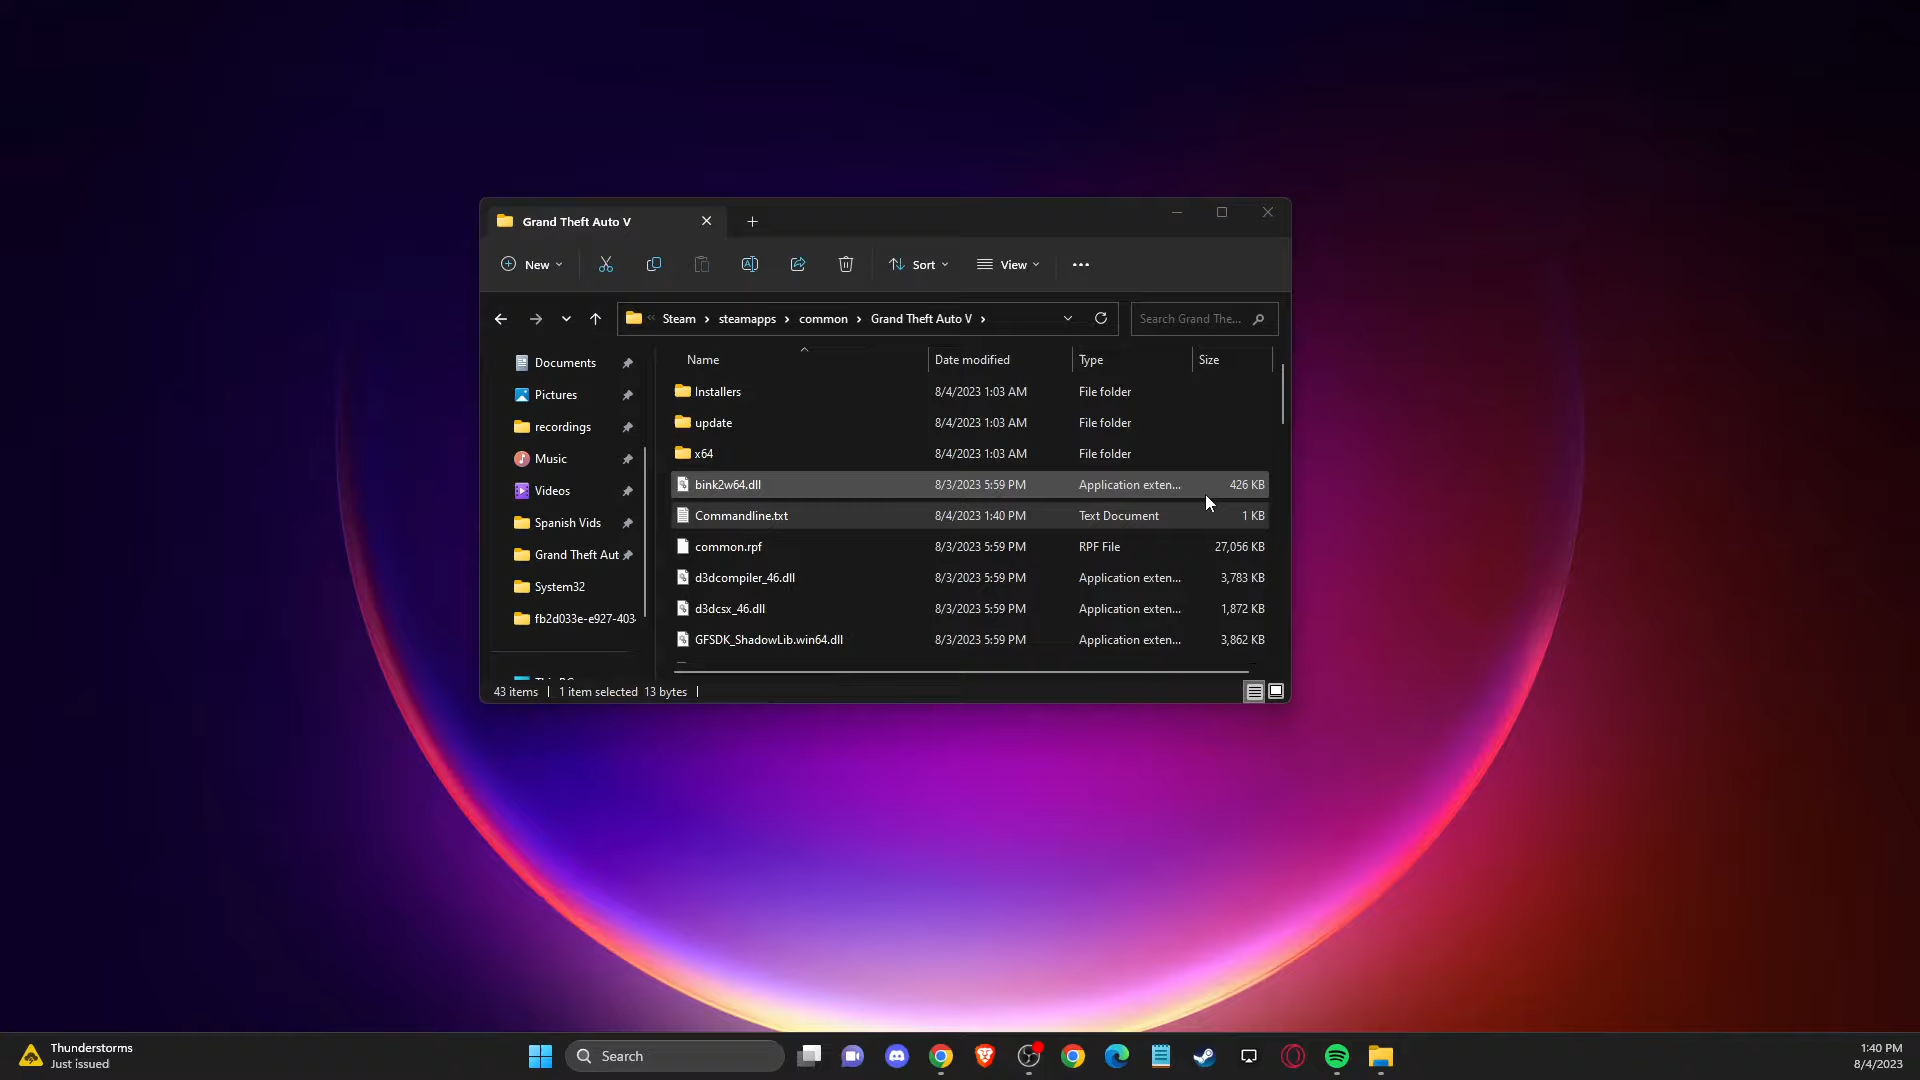 Grand Theft Auto V
New
Sort
View
Steam
steamapps
common
Grand Theft Auto V
Search Grand The...
Documents
Pictures
recordings
Music
Videos
Spanish Vids
Grand Theft Aut
System32
fb2d033e-e927-403-
Name Date modified Type Size
Installers 8/4/2023 1:03 AM File folder
update 8/4/2023 1:03 AM File folder
x64 8/4/2023 1:03 AM File folder
bink2w64.dll 8/3/2023 5:59 PM Application exten... 426 KB
Commandline.txt 8/4/2023 1:40 PM Text Document 1 KB
common.rpf 8/3/2023 5:59 PM RPF File 27,056 KB
d3dcompiler_46.dll 8/3/2023 5:59 PM Application exten... 3,783 KB
d3dcsx_46.dll 8/3/2023 5:59 PM Application exten... 1,872 KB
GFSDK_ShadowLib.win64.dll 8/3/2023 5:59 PM Application exten... 3,862 KB
43 items 1 item selected 13 bytes
Thunderstorms
Just issued
Search
1:40 PM
8/4/2023